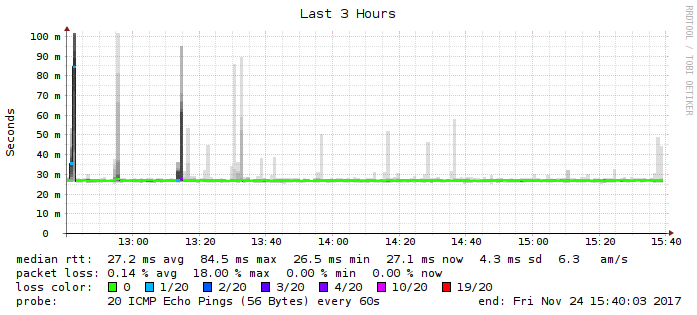 Last 3 Hours
RRDTOOL / TOBI OETIKER
Seconds
100 m
90 m
80 m
70 m
60 m
50 m
40 m
30 m
20 m
10 m
0
13:00 13:20 13:40 14:00 14:20 14:40 15:00 15:20 15:40
median rtt: 27.2 ms avg 84.5 ms max 26.5 ms min 27.1 ms now 4.3 ms sd 6.3 am/s
packet loss: 0.14 % avg 18.00 % max 0.00 % min 0.00 % now
loss color: 0 1/20 2/20 3/20 4/20 10/20 19/20
probe: 20 ICMP Echo Pings (56 Bytes) every 60s end: Fri Nov 24 15:40:03 2017